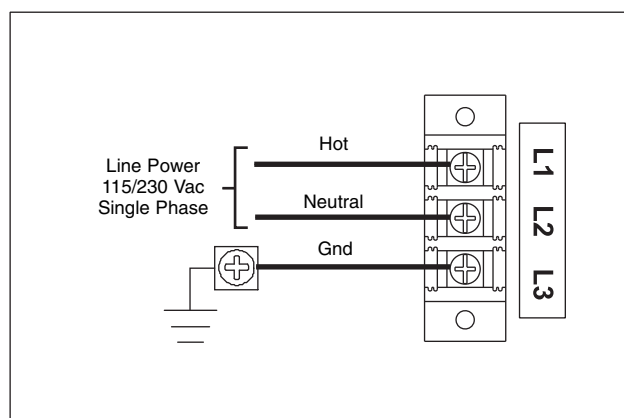 Hot
Line Power
115/230 Vac
Single Phase
Neutral
Gnd
L1
L2
L3